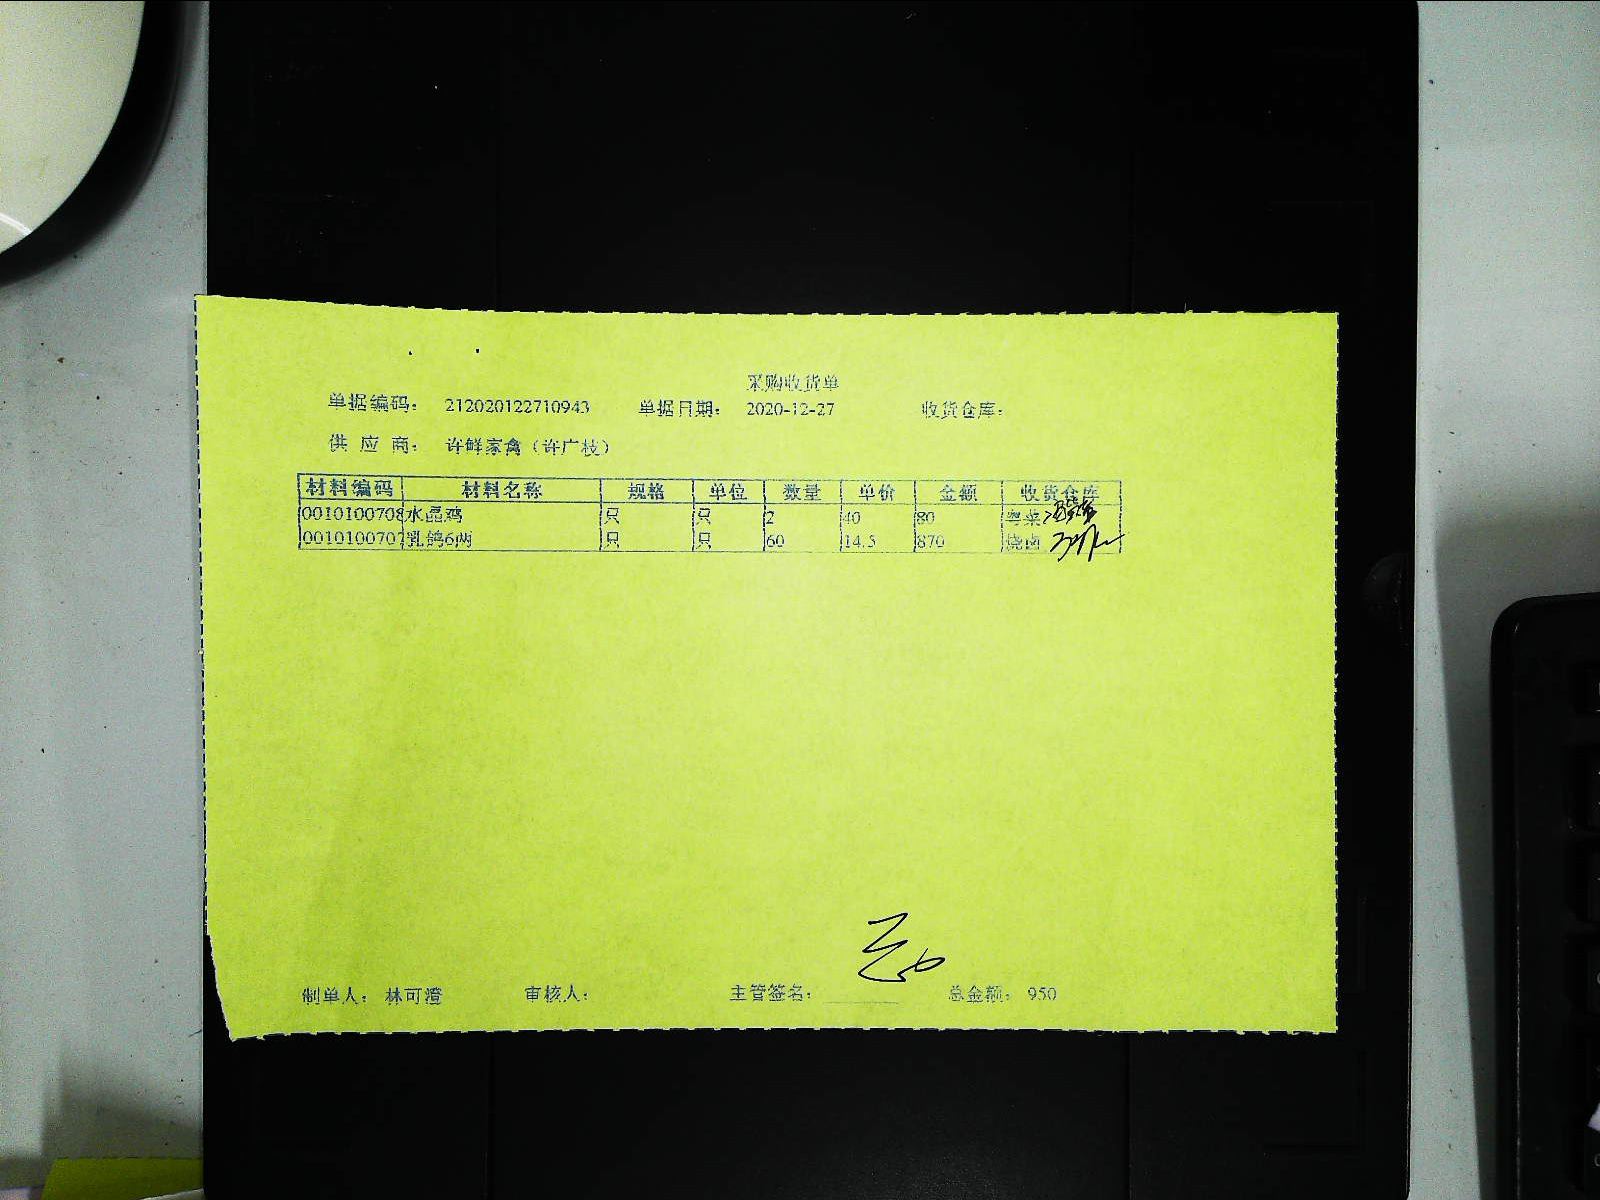 采购收货单
单据编码: 212020122710943 单据日期: 2020-12-27 收货仓库:
供 应 商: 许鲜家禽（许广枝）
材料编码 材料名称 规格 单位 数量 单价 金额 收货仓库
0010100708 水晶鸡 只 只 2 40 80 粤菜
0010100707 乳鸽6两 只 只 60 14.5 870 烧卤
制单人: 林可澄 审核人: 主管签名: 总金额: 950